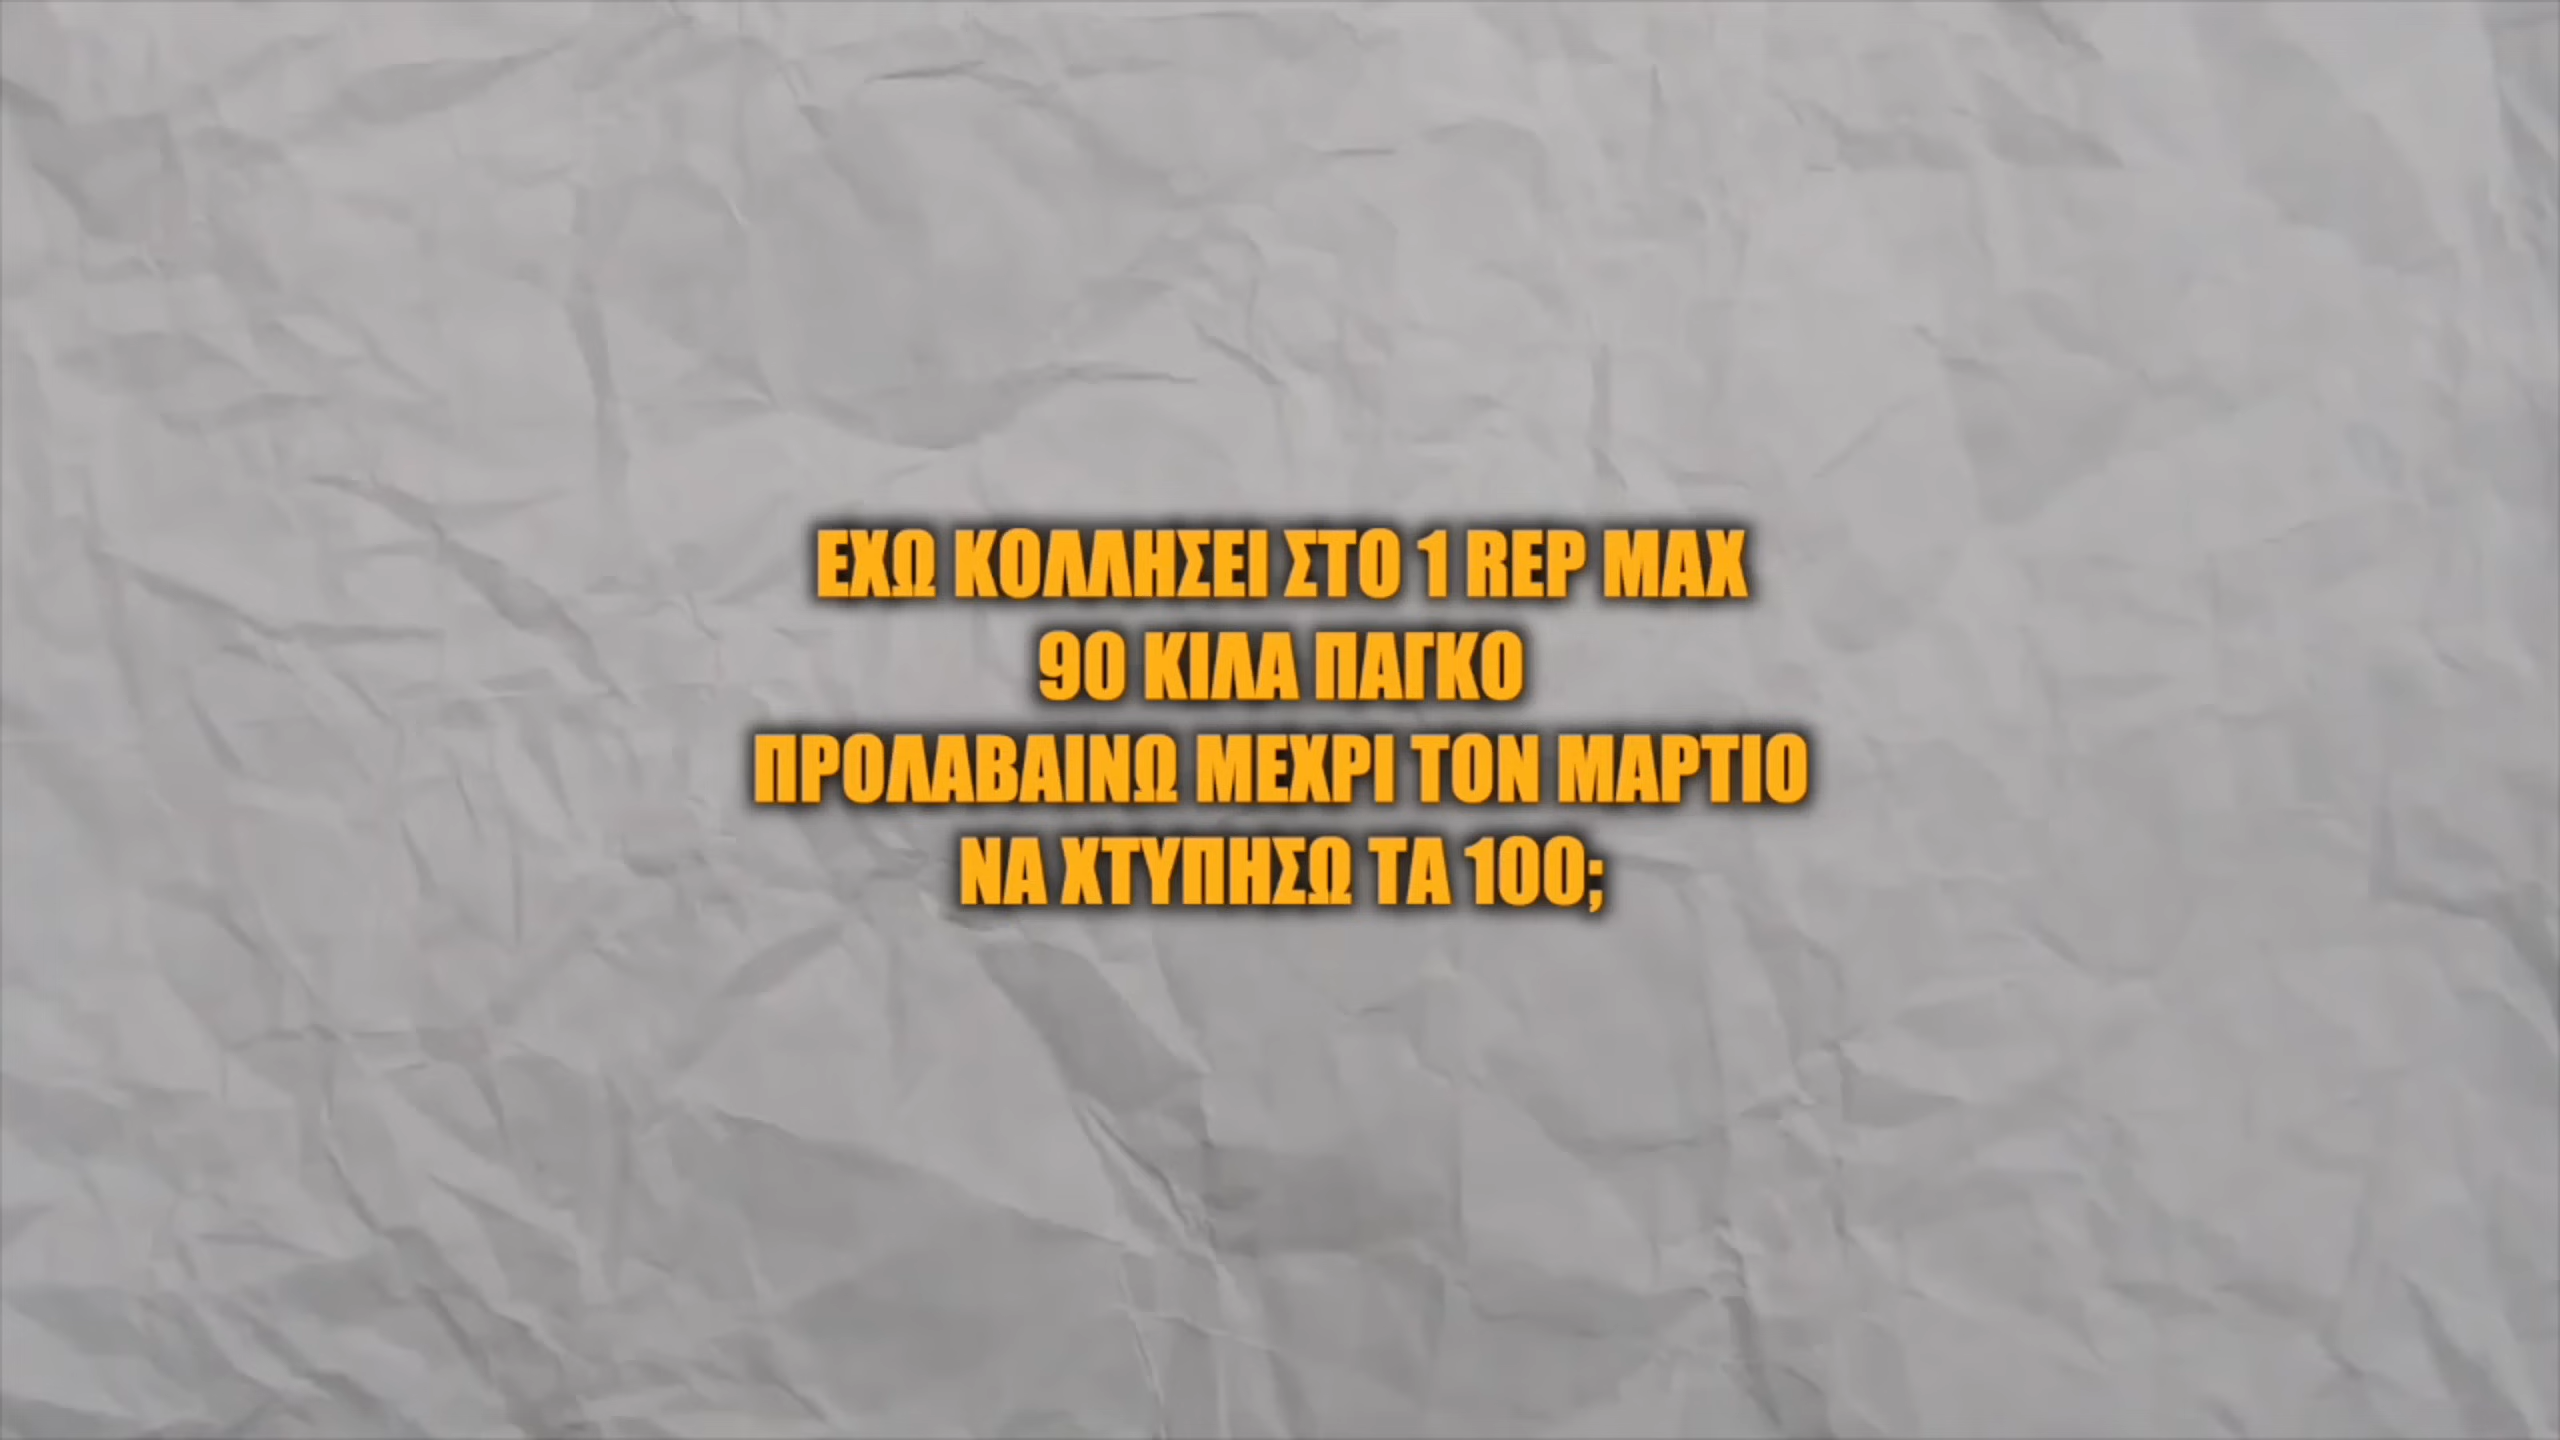 ΕΧΩ ΚΟΛΛΗΣΕΙ ΣΤΟ 1 REP MAX
90 ΚΙΛΑ ΠΑΓΚΟ
ΠΡΟΛΑΒΑΙΝΩ ΜΕΧΡΙ ΤΟΝ ΜΑΡΤΙΟ
ΝΑ ΧΤΥΠΗΣΩ ΤΑ 100;